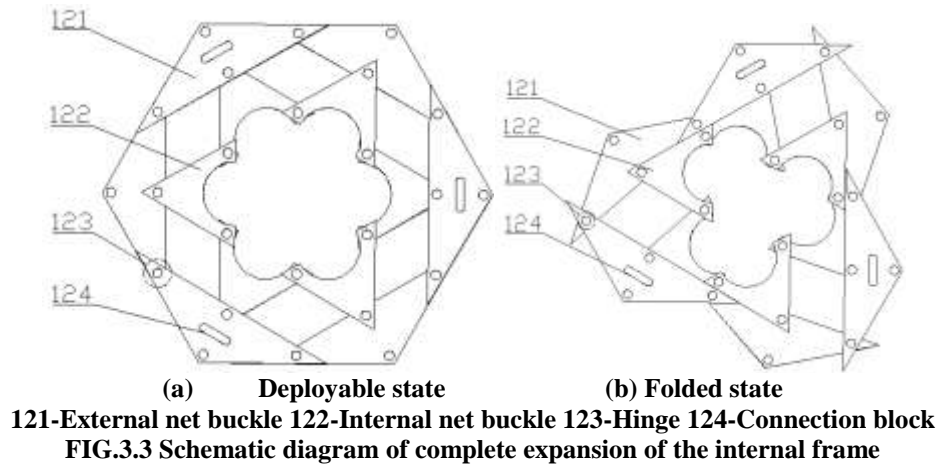 121
122
123
124
121
122
123
124
(a) Deployable state (b) Folded state
121-External net buckle 122-Internal net buckle 123-Hinge 124-Connection block
FIG.3.3 Schematic diagram of complete expansion of the internal frame